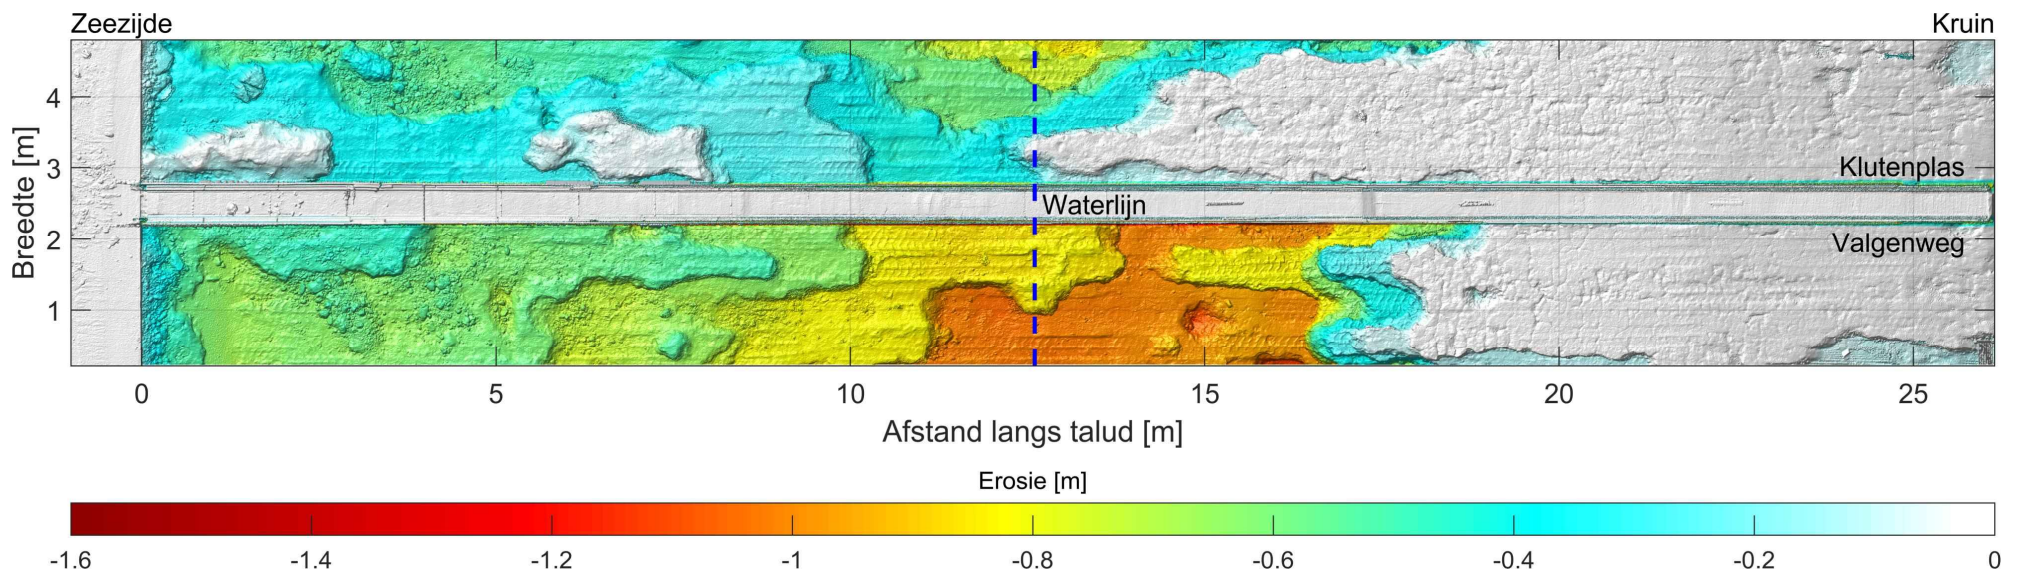 Zeezijde Kruin
4
3
2
1
Breedte [m]
Klutenplas
Waterlijn
Valgenweg
0 5 10 15 20 25
Afstand langs talud [m]
Erosie [m]
-1.6 -1.4 -1.2 -1 -0.8 -0.6 -0.4 -0.2 0